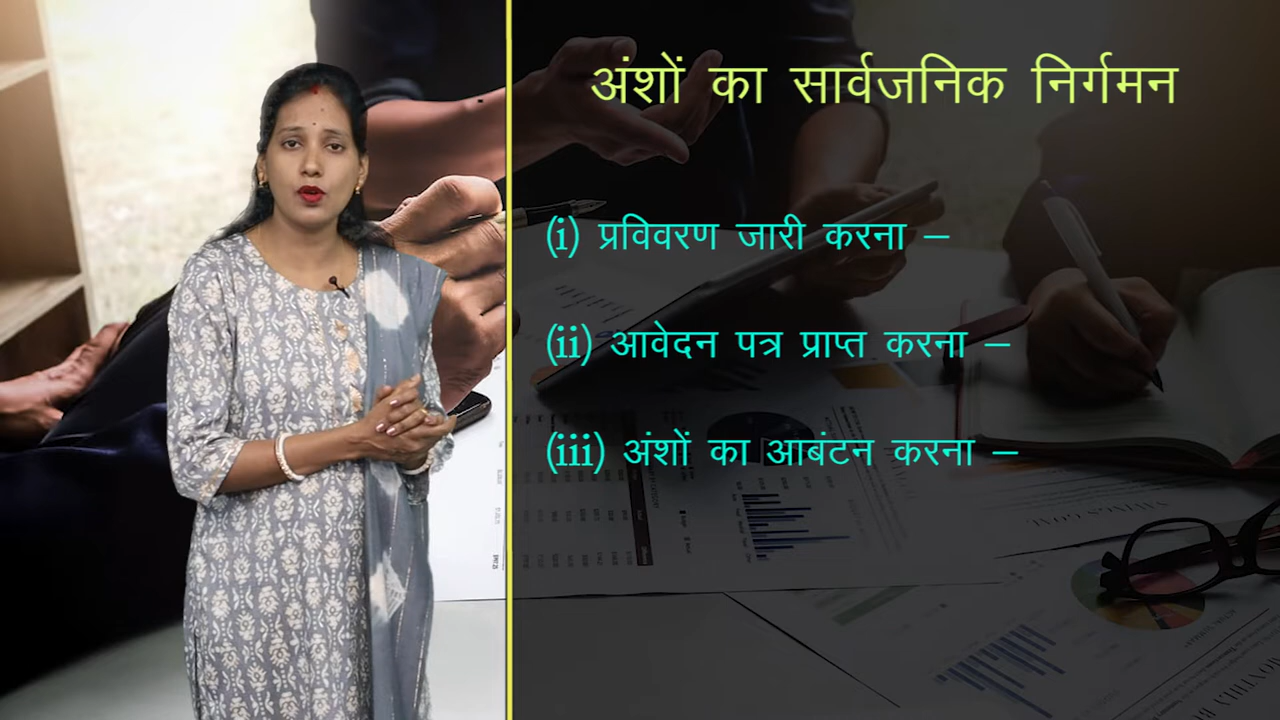 अंशों का सार्वजनिक निर्गमन
(i) प्रविवरण जारी करना –
(ii) आवेदन पत्र प्राप्त करना –
(iii) अंशों का आबंटन करना –